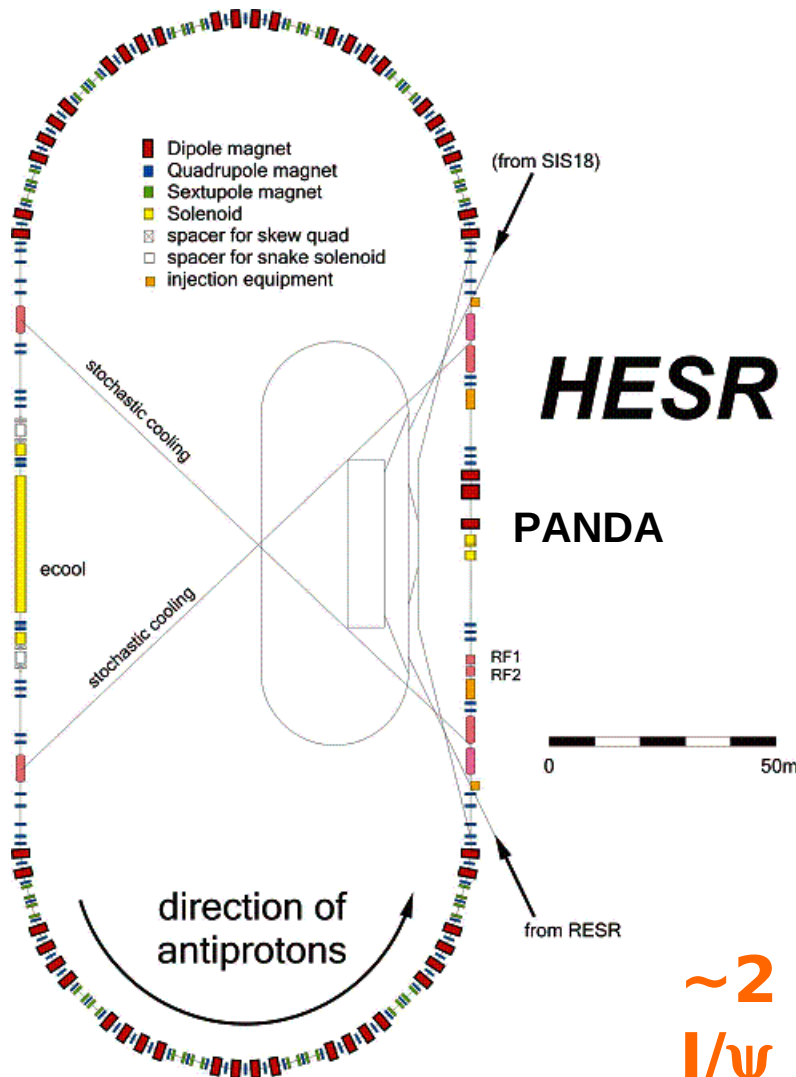 Dipole magnet
Quadrupole magnet
Sextupole magnet
Solenoid
spacer for skew quad
spacer for snake solenoid
injection equipment
(from SIS18)
stochastic cooling
HESR
PANDA
ecool
stochastic cooling
RF1
RF2
0 50m
direction of
antiprotons
from RESR
~2
J/ψ